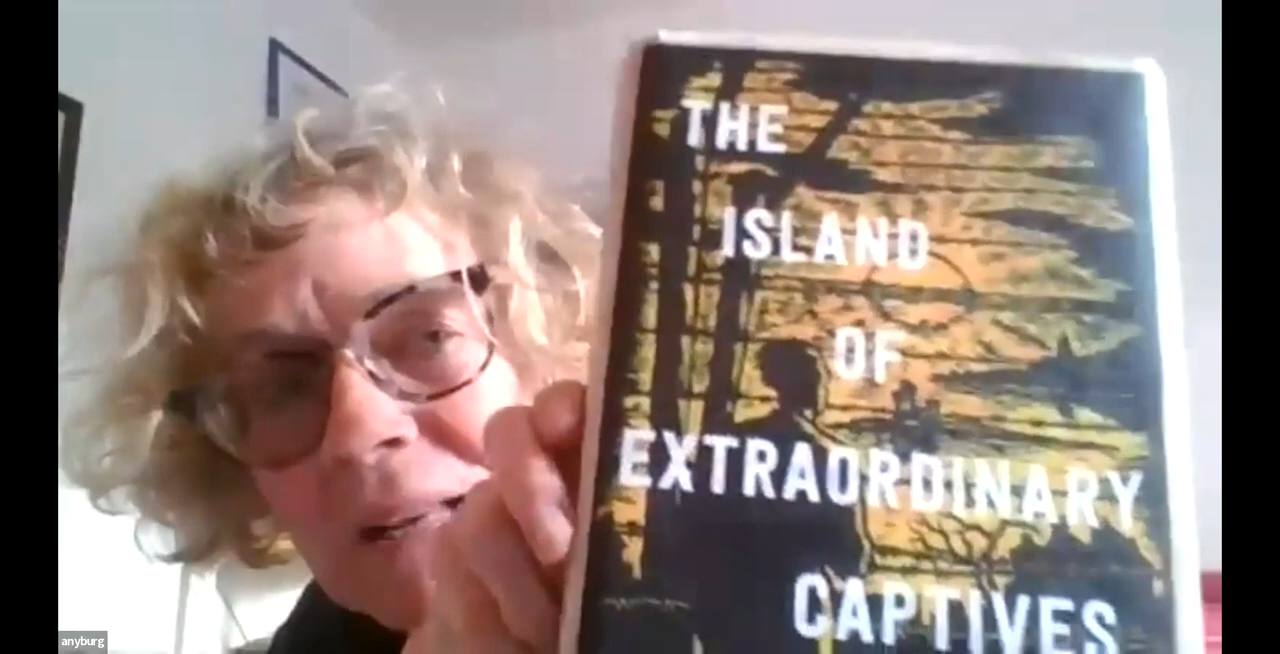 THE
ISLAND
OF
EXTRAORDINARY
CAPTIVES
anyburg